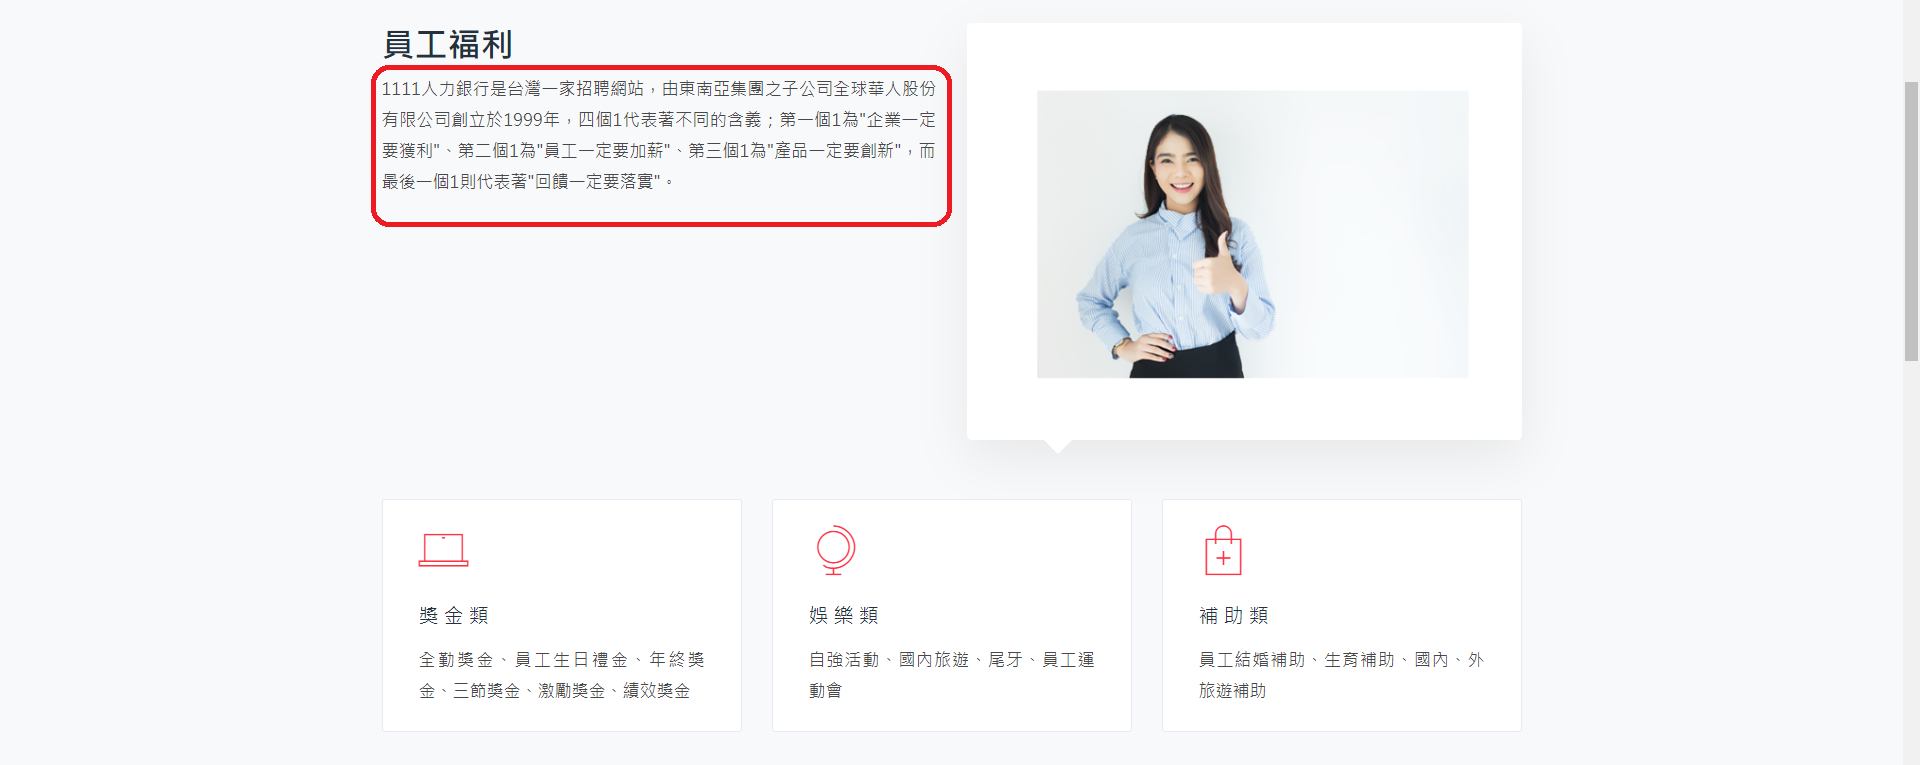 員工福利
1111人力銀行是台灣一家招聘網站，由東南亞集團之子公司全球華人股份
有限公司創立於1999年，四個1代表著不同的含義；第一個1為"企業一定
要獲利"、第二個1為"員工一定要加薪"、第三個1為"產品一定要創新"，而
最後一個1則代表著"回饋一定要落實"。
獎金類
全勤獎金、員工生日禮金、年終獎
金、三節獎金、激勵獎金、績效獎金
娛樂類
自強活動、國內旅遊、尾牙、員工運
動會
補助類
員工結婚補助、生育補助、國內、外
旅遊補助